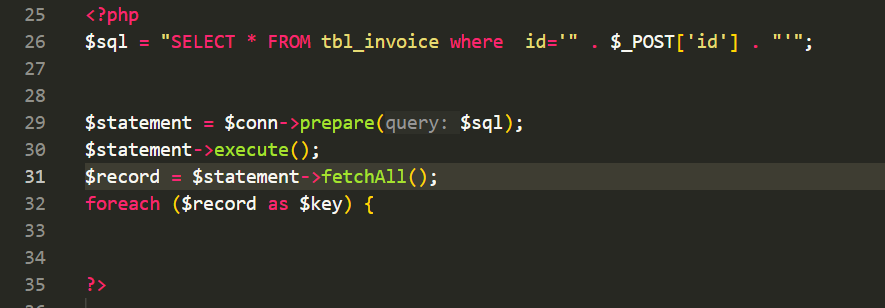 25 <?php
26 $sql = "SELECT * FROM tbl_invoice where  id='" . $_POST['id'] . "'";
27
28
29 $statement = $conn->prepare(query: $sql);
30 $statement->execute();
31 $record = $statement->fetchAll();
32 foreach ($record as $key) {
33
34
35 ?>